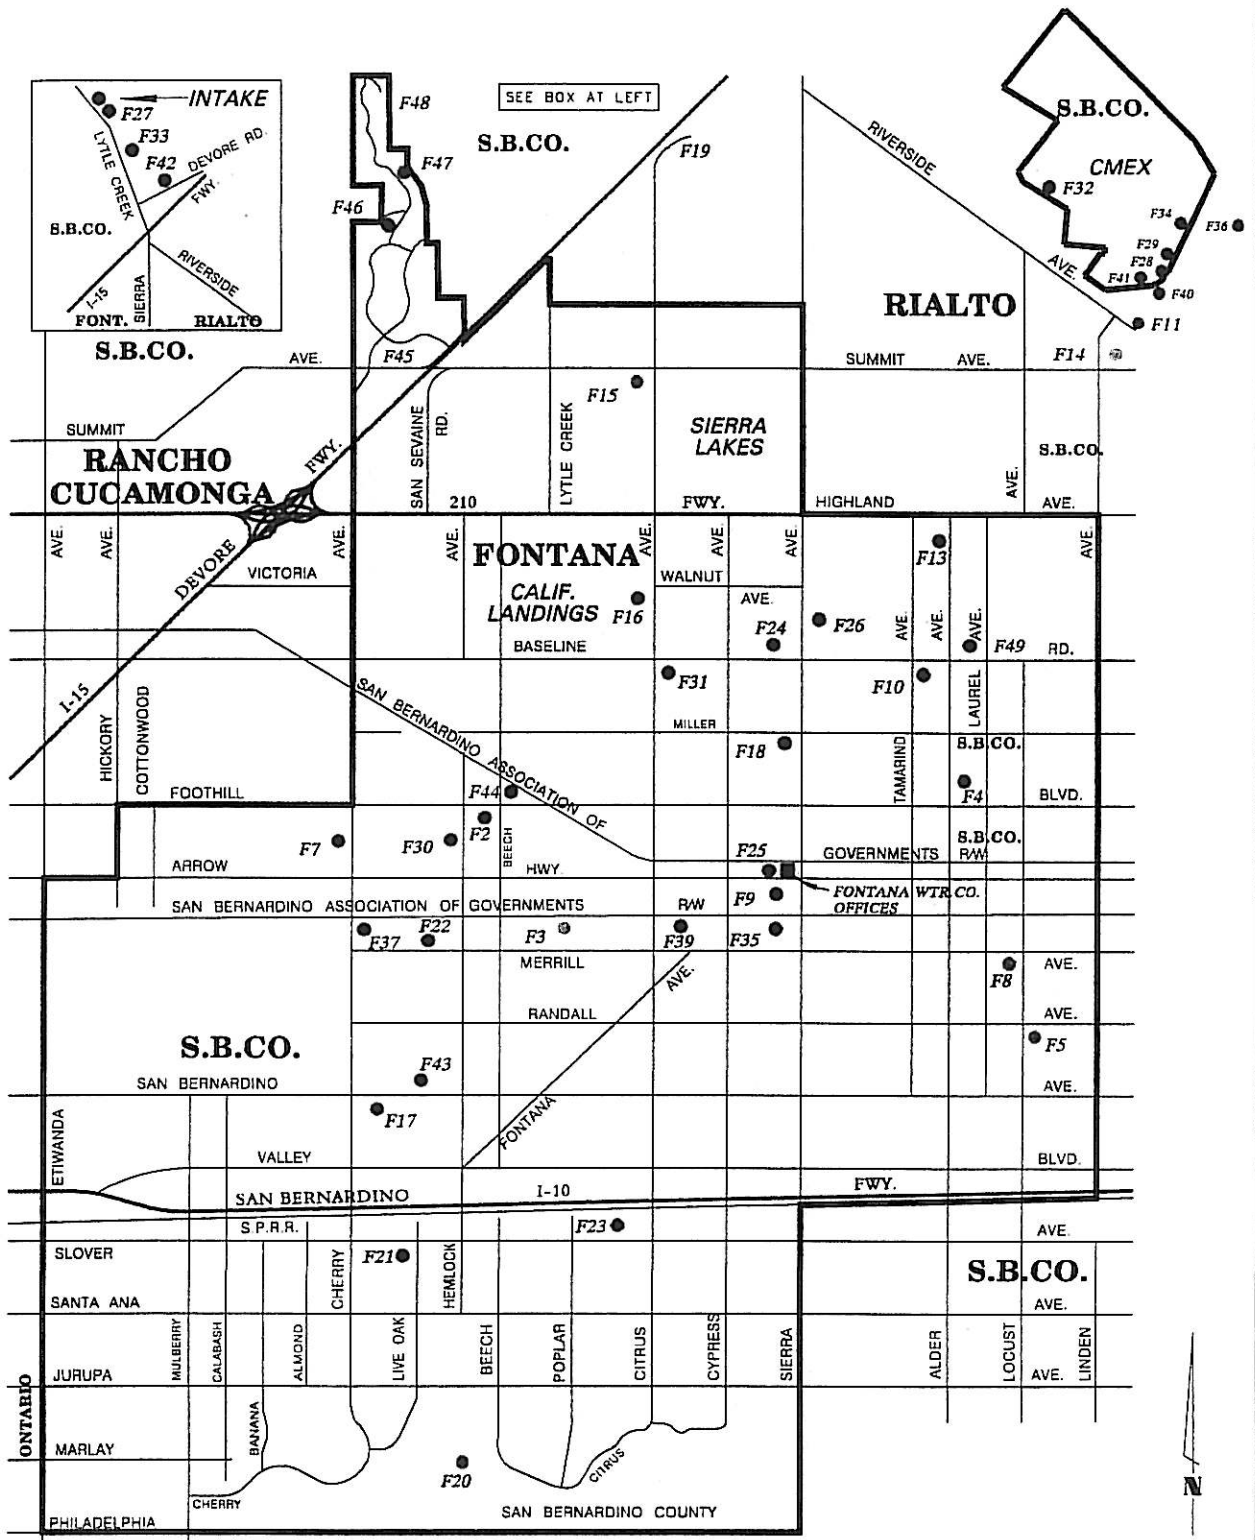 INTAKE
F27
F33
F42
DEVORE RD.
LYTLE CREEK
FWY.
S.B.CO.
RIVERSIDE
I-15
SIERRA
FONT.
RIALTO
S.B.CO.
F48
SEE BOX AT LEFT
S.B.CO.
F47
F46
F19
RIVERSIDE
AVE.
S.B.CO.
CMEX
F32
F34
F36
F29
F28
F41
F40
F11
F14
RIALTO
F45
AVE.
SUMMIT AVE.
SUMMIT
F15
SAN SEVAINE
RD.
LYTLE CREEK
SIERRA
LAKES
S.B.CO.
RANCHO
CUCAMONGA
FWY.
210
FWY.
HIGHLAND
AVE.
AVE.
AVE.
AVE.
AVE.
AVE.
AVE.
AVE.
AVE.
AVE.
FONTANA
DEVORE
VICTORIA
CALIF.
LANDINGS
F16
WALNUT
AVE.
F13
F24
F26
AVE.
AVE.
AVE.
F49
RD.
BASELINE
F31
F10
LAUREL
I-15
HICKORY
COTTONWOOD
SAN BERNARDINO ASSOCIATION OF
MILLER
F18
TAMARIND
S.B.CO.
F4
FOOTHILL
BLVD.
F44
F2
F7
F30
BEECH
F25
GOVERNMENTS
S.B.CO.
R/W
ARROW
HWY.
FONTANA WTR.CO.
OFFICES
F9
SAN BERNARDINO ASSOCIATION OF GOVERNMENTS
R/W
F37
F22
F3
F39
F35
MERRILL
AVE.
AVE.
F8
RANDALL
AVE.
S.B.CO.
F5
F43
SAN BERNARDINO
AVE.
F17
FONTANA
ETIWANDA
VALLEY
BLVD.
SAN BERNARDINO
I-10
FWY.
S.P.R.R.
F23
AVE.
SLOVER
CHERRY
F21
HEMLOCK
S.B.CO.
SANTA ANA
AVE.
MULBERRY
CALABASH
ALMOND
LIVE OAK
BEECH
POPLAR
CITRUS
CYPRESS
SIERRA
ALDER
LOCUST
LINDEN
JURUPA
AVE.
ONTARIO
BANANA
MARLAY
F20
CITRUS
CHERRY
SAN BERNARDINO COUNTY
PHILADELPHIA
N